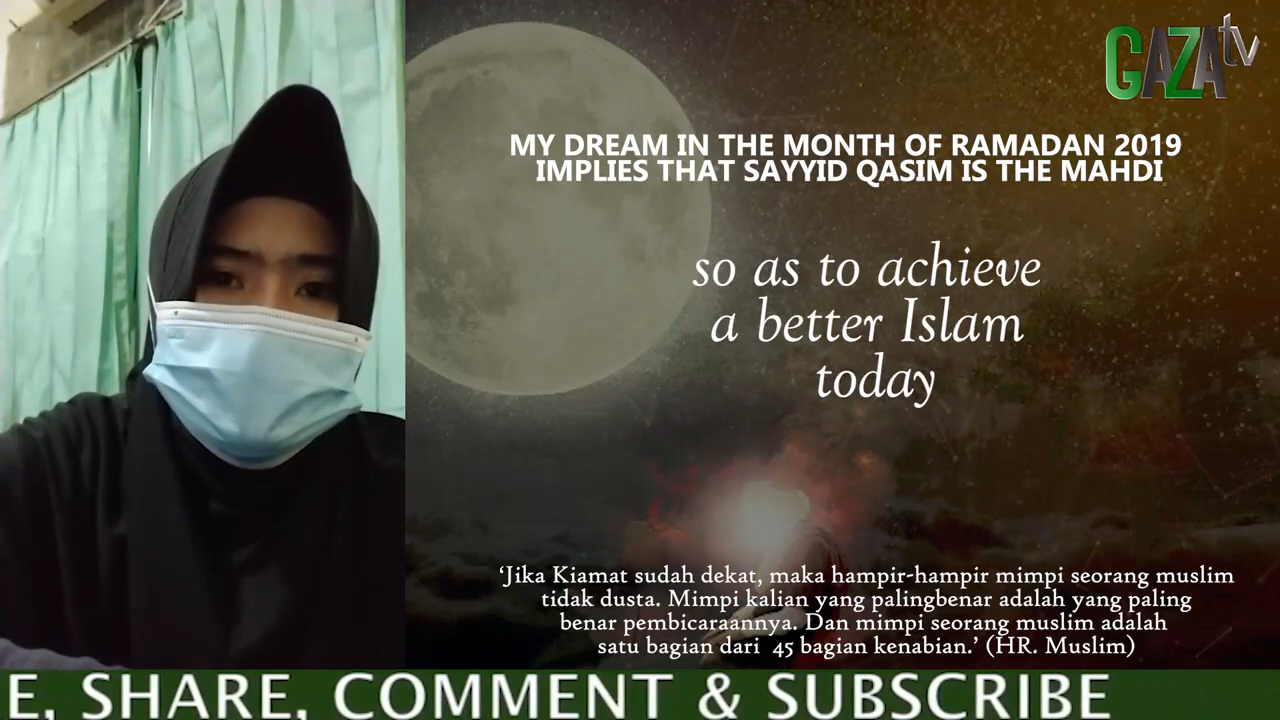 GAZA tv
MY DREAM IN THE MONTH OF RAMADAN 2019
IMPLIES THAT SAYYID QASIM IS THE MAHDI
so as to achieve
a better Islam
today
‘Jika Kiamat sudah dekat, maka hampir-hampir mimpi seorang muslim
tidak dusta. Mimpi kalian yang palingbenar adalah yang paling
benar pembicaraannya. Dan mimpi seorang muslim adalah
satu bagian dari 45 bagian kenabian.’ (HR. Muslim)
E, SHARE, COMMENT & SUBSCRIBE